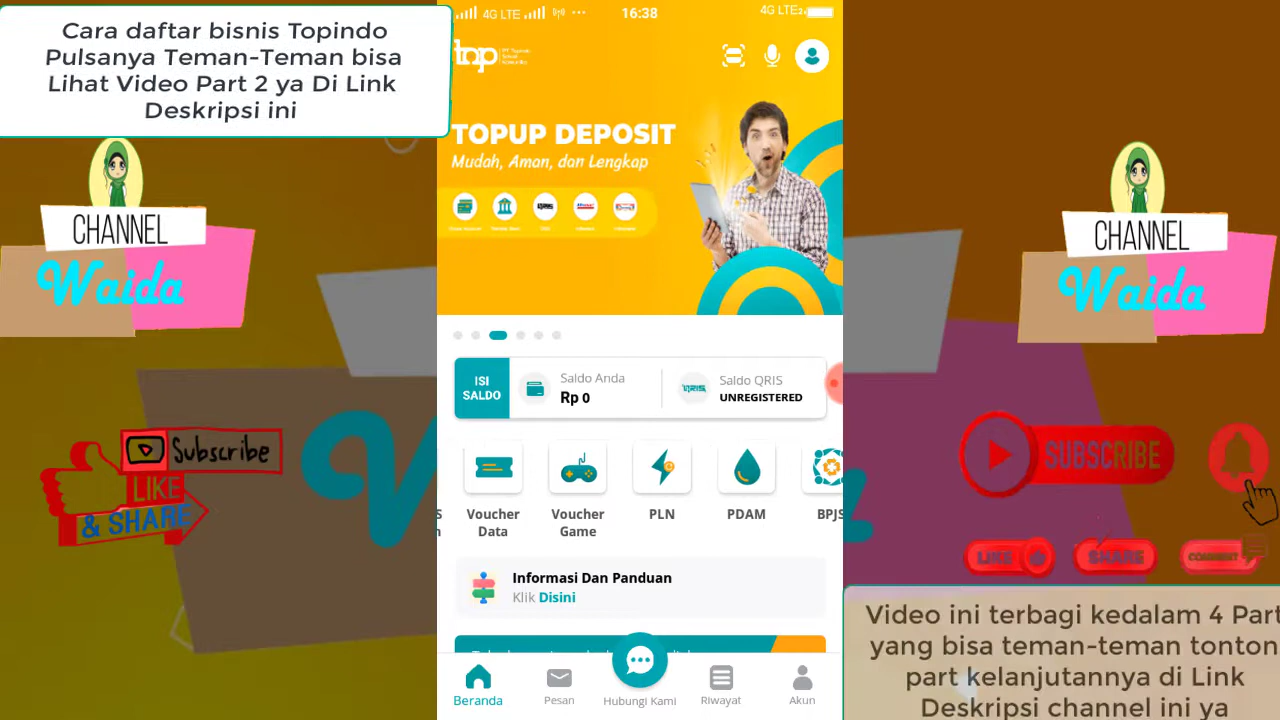 Cara daftar bisnis Topindo
Pulsanya Teman-Teman bisa
Lihat Video Part 2 ya Di Link
Deskripsi ini
CHANNEL
Waida
Subscribe
LIKE
& SHARE
4G LTE
16:38
4G LTE
top
TOPUP DEPOSIT
Mudah, Aman, dan Lengkap
ISI
SALDO
Saldo Anda
Rp 0
QRIS
Saldo QRIS
UNREGISTERED
Voucher
Data
Voucher
Game
PLN
PDAM
BPJS
Informasi Dan Panduan
Klik Disini
Beranda
Pesan
Hubungi Kami
Riwayat
Akun
CHANNEL
Waida
SUBSCRIBE
LIKE
SHARE
COMMENT
Video ini terbagi kedalam 4 Part
yang bisa teman-teman tonton
part kelanjutannya di Link
Deskripsi channel ini ya